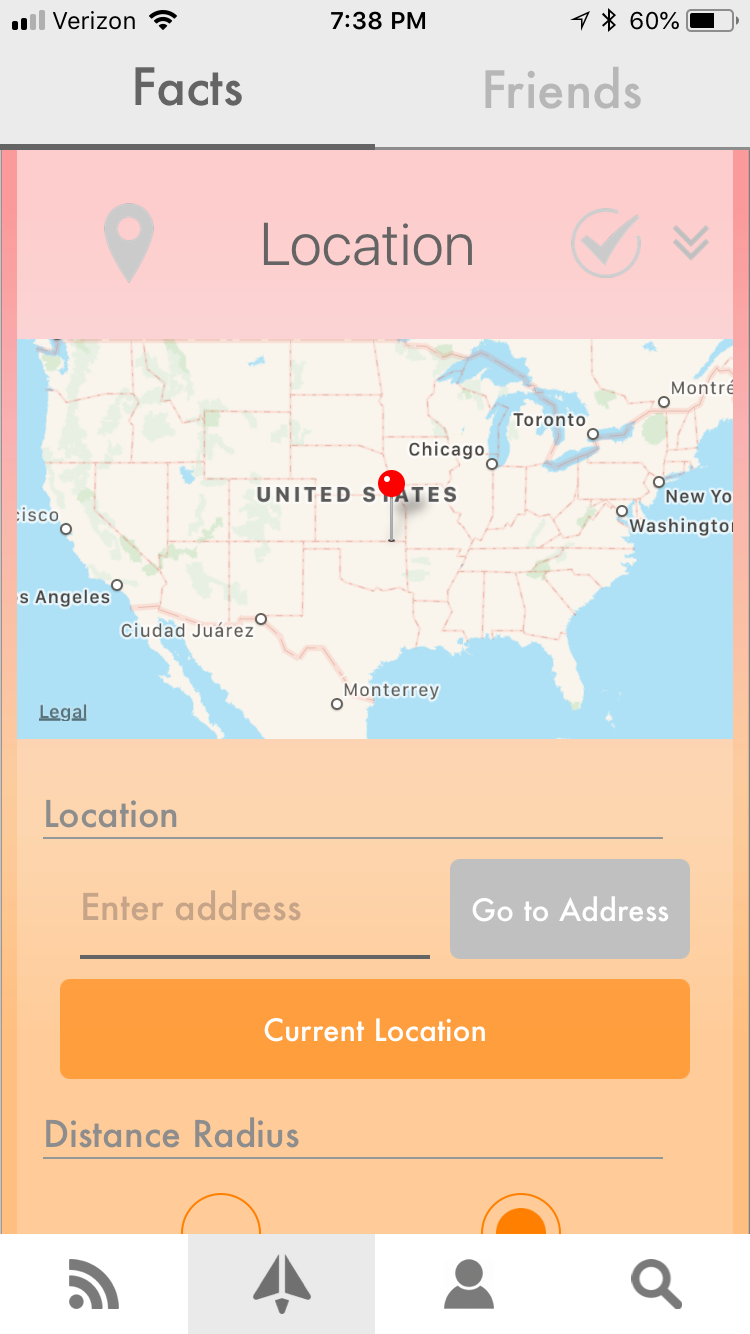 Verizon 7:38 PM 60%
Facts Friends
Location
Montré
Toronto
Chicago
UNITED STATES
New Yo
cisco
Washington
s Angeles
Ciudad Juárez
Monterrey
Legal
Location
Enter address Go to Address
Current Location
Distance Radius